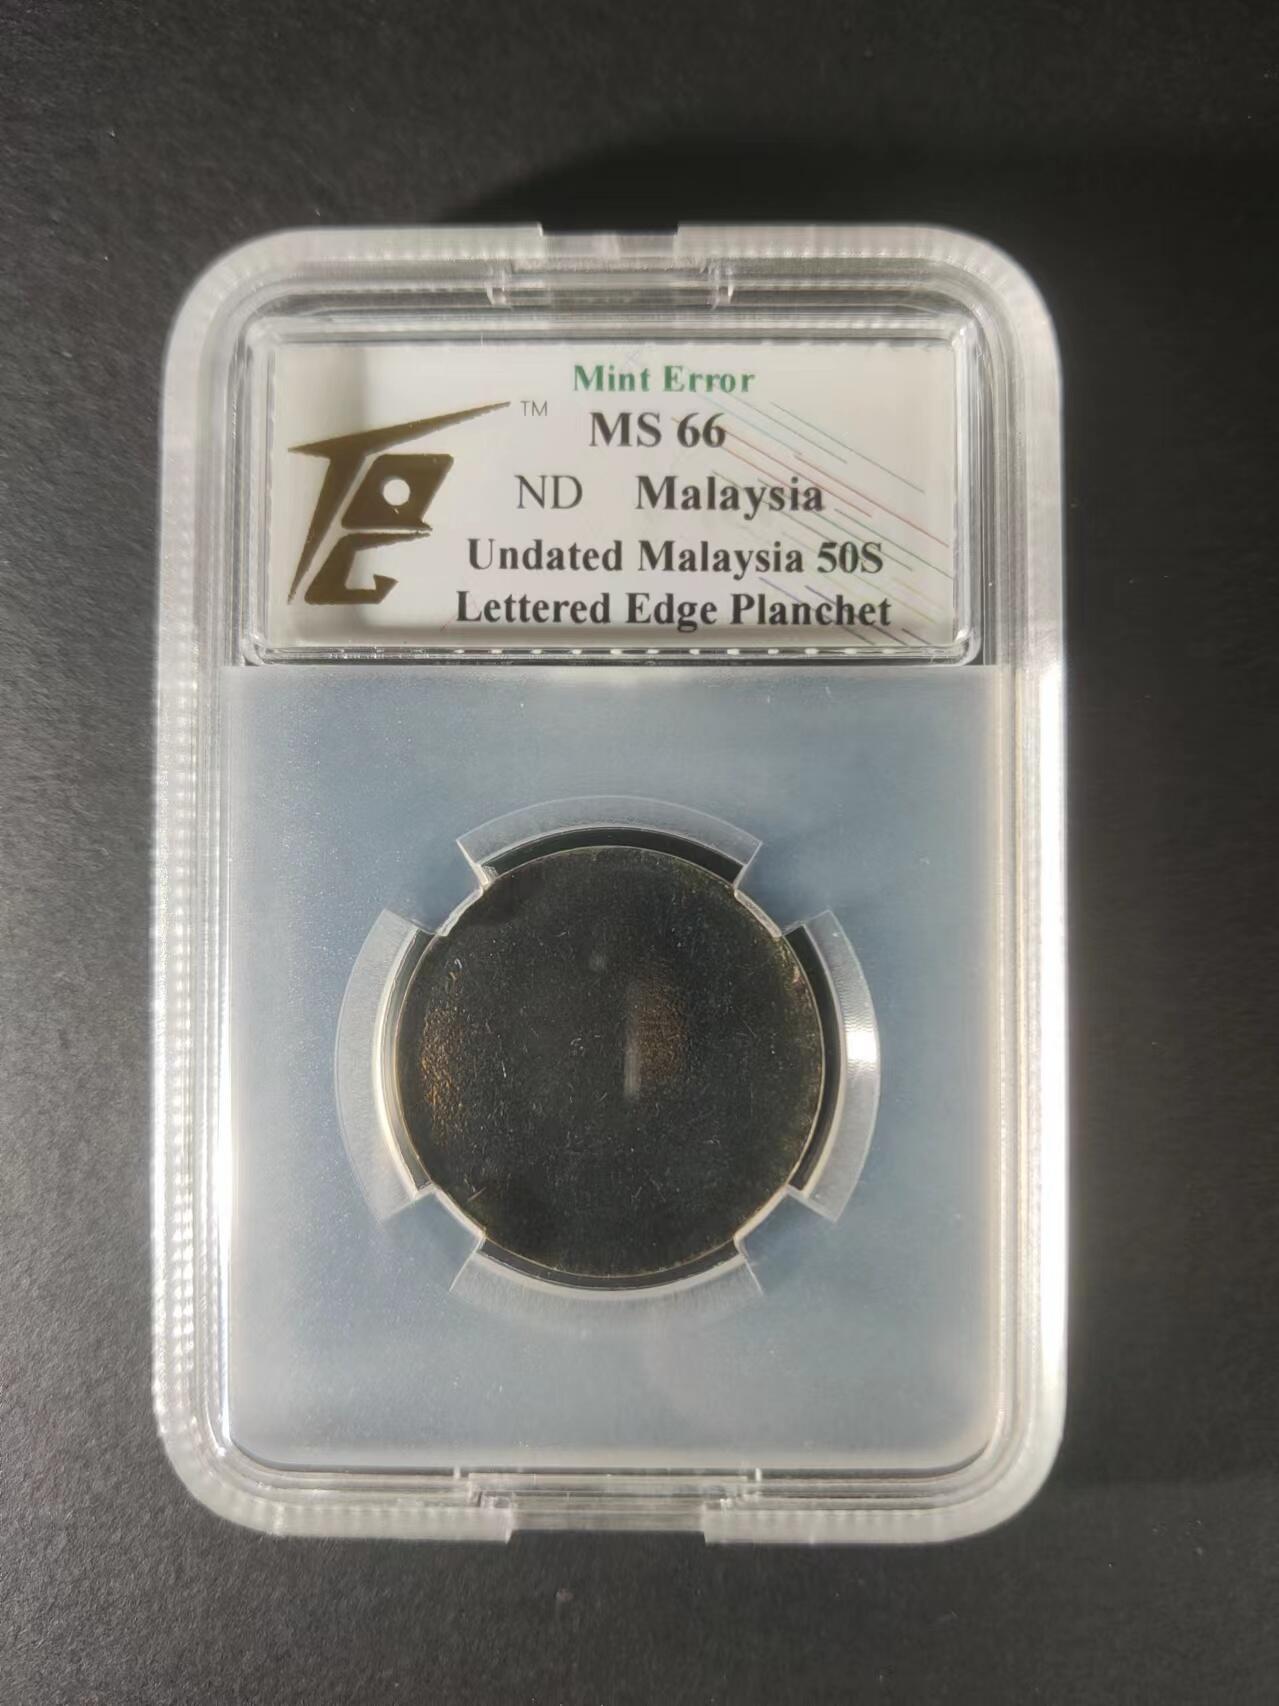 Mint Error
TM
MS 66
ND Malaysia
Undated Malaysia 50S
Lettered Edge Planchet